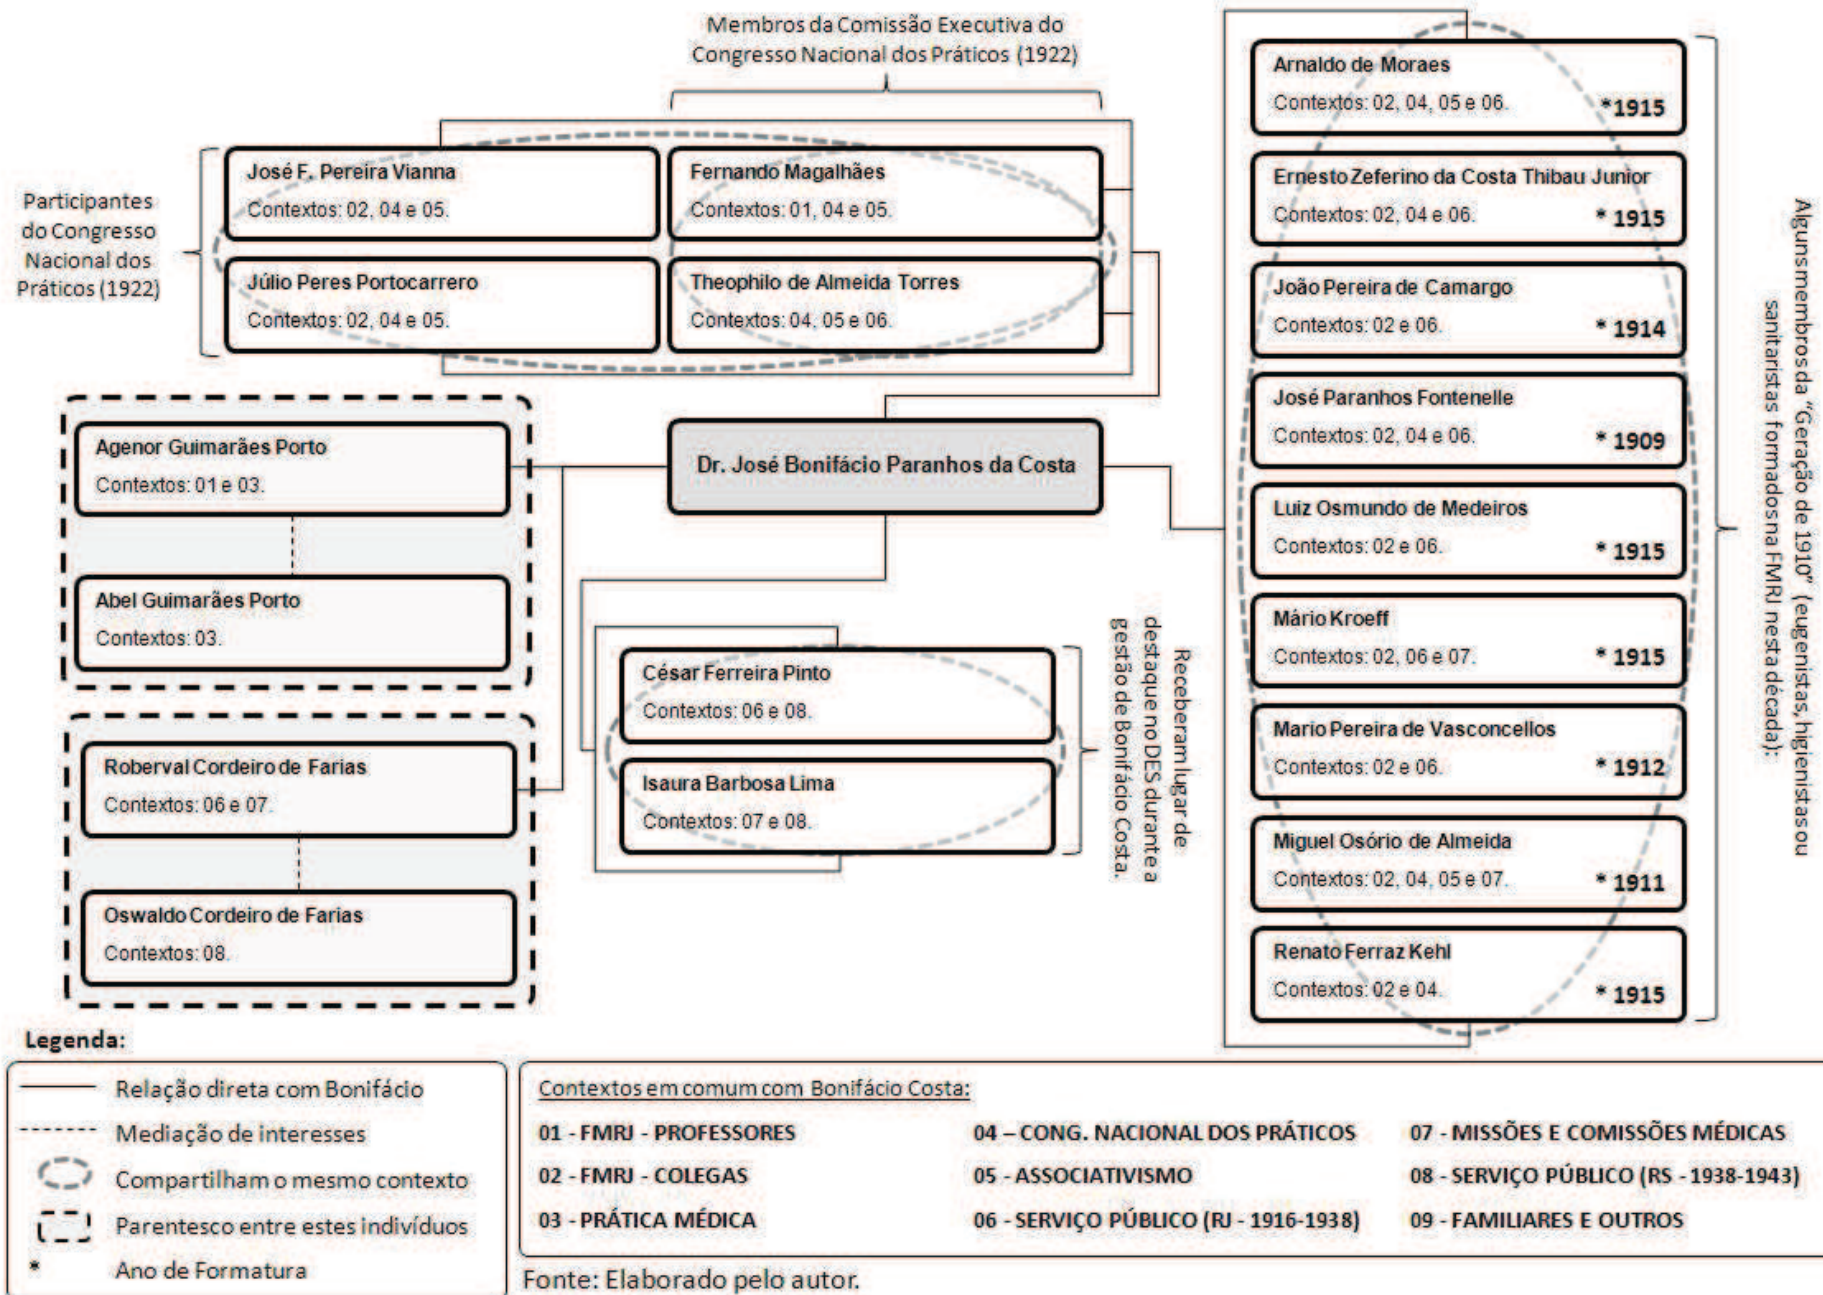 Membros da Comissão Executiva do
Congresso Nacional dos Práticos (1922)
Participantes
do Congresso
Nacional dos
Práticos (1922)
José F. Pereira Vianna
Contextos: 02, 04 e 05.
Fernando Magalhães
Contextos: 01, 04 e 05.
Júlio Peres Portocarrero
Contextos: 02, 04 e 05.
Theophilo de Almeida Torres
Contextos: 04, 05 e 06.
Dr. José Bonifácio Paranhos da Costa
Agenor Guimarães Porto
Contextos: 01 e 03.
Abel Guimarães Porto
Contextos: 03.
Roberval Cordeiro de Farias
Contextos: 06 e 07.
Oswaldo Cordeiro de Farias
Contextos: 08.
César Ferreira Pinto
Contextos: 06 e 08.
Isaura Barbosa Lima
Contextos: 07 e 08.
Receberam lugar de
destaque no DES durante a
gestão de Bonifácio Costa.
Arnaldo de Moraes
Contextos: 02, 04, 05 e 06. *1915
Ernesto Zeferino da Costa Thibau Junior
Contextos: 02, 04 e 06. * 1915
João Pereira de Camargo
Contextos: 02 e 06. * 1914
José Paranhos Fontenelle
Contextos: 02, 04 e 06. * 1909
Luiz Osmundo de Medeiros
Contextos: 02 e 06. * 1915
Mário Kroeff
Contextos: 02, 06 e 07. * 1915
Mario Pereira de Vasconcellos
Contextos: 02 e 06. * 1912
Miguel Osório de Almeida
Contextos: 02, 04, 05 e 07. * 1911
Renato Ferraz Kehl
Contextos: 02 e 04. * 1915
Alguns membros da "Geração de 1910" (eugenistas, higienistas ou
sanitaristas formados na FMRJ nesta década):
Legenda:
Relação direta com Bonifácio
Mediação de interesses
Compartilham o mesmo contexto
Parentesco entre estes indivíduos
* Ano de Formatura
Contextos em comum com Bonifácio Costa:
01 - FMRJ - PROFESSORES
02 - FMRJ - COLEGAS
03 - PRÁTICA MÉDICA
04 – CONG. NACIONAL DOS PRÁTICOS
05 - ASSOCIATIVISMO
06 - SERVIÇO PÚBLICO (RJ - 1916-1938)
07 - MISSÕES E COMISSÕES MÉDICAS
08 - SERVIÇO PÚBLICO (RS - 1938-1943)
09 - FAMILIARES E OUTROS
Fonte: Elaborado pelo autor.